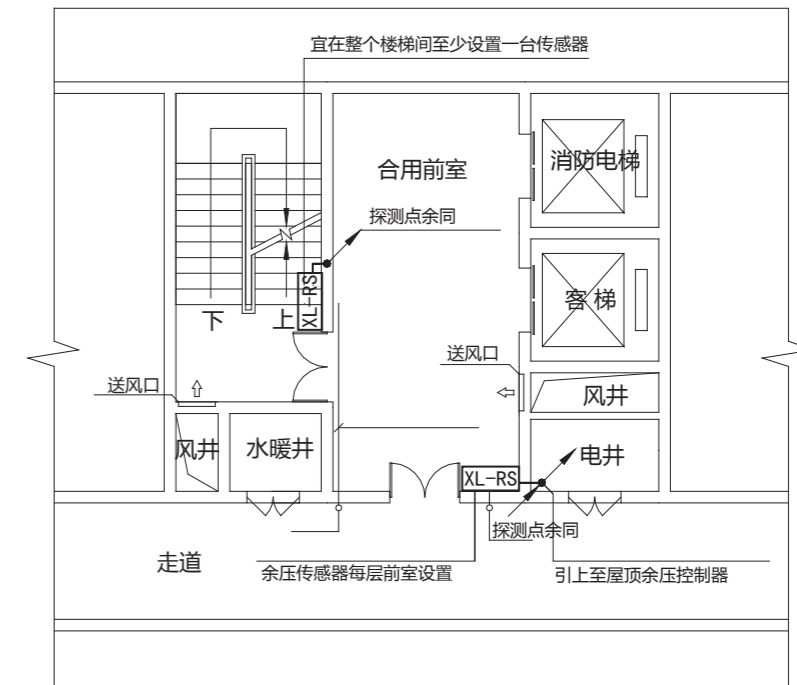 宜在整个楼梯间至少设置一台传感器
合用前室
消防电梯
探测点余同
XL-RS
下
上
客 梯
送风口
送风口
风井
风井
水暖井
电井
XL-RS
探测点余同
走道
余压传感器每层前室设置
引上至屋顶余压控制器